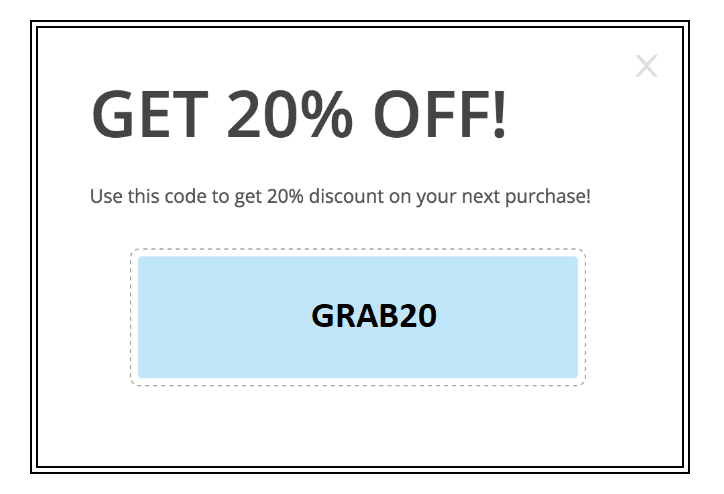 GET 20% OFF!
Use this code to get 20% discount on your next purchase!
GRAB20